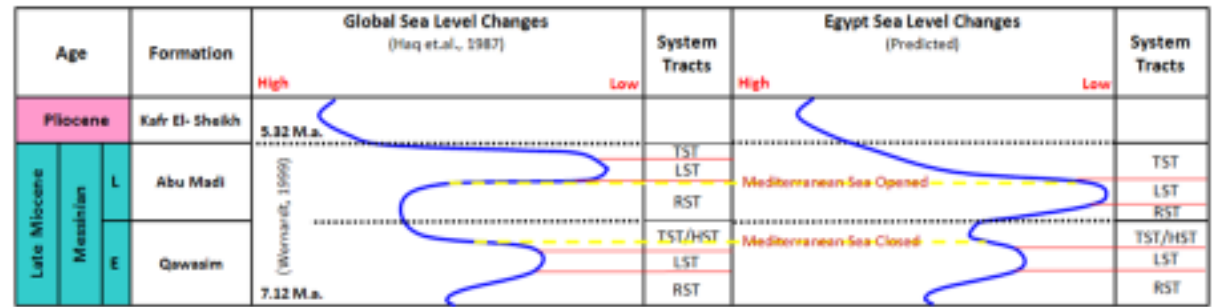 Age
Formation
Global Sea Level Changes
(Haq et.al., 1987)
High
Low
System
Tracts
Egypt Sea Level Changes
(Predicted)
High
Low
System
Tracts
Pliocene
Kafr El- Sheikh
5.32 M.a.
Late Miocene
Messinian
L
Abu Madi
(Wornardt, 1999)
TST
LST
RST
Mediterranean Sea Opened
TST
LST
RST
E
Qawasim
7.12 M.a.
TST/HST
LST
RST
Mediterranean Sea Closed
TST/HST
LST
RST